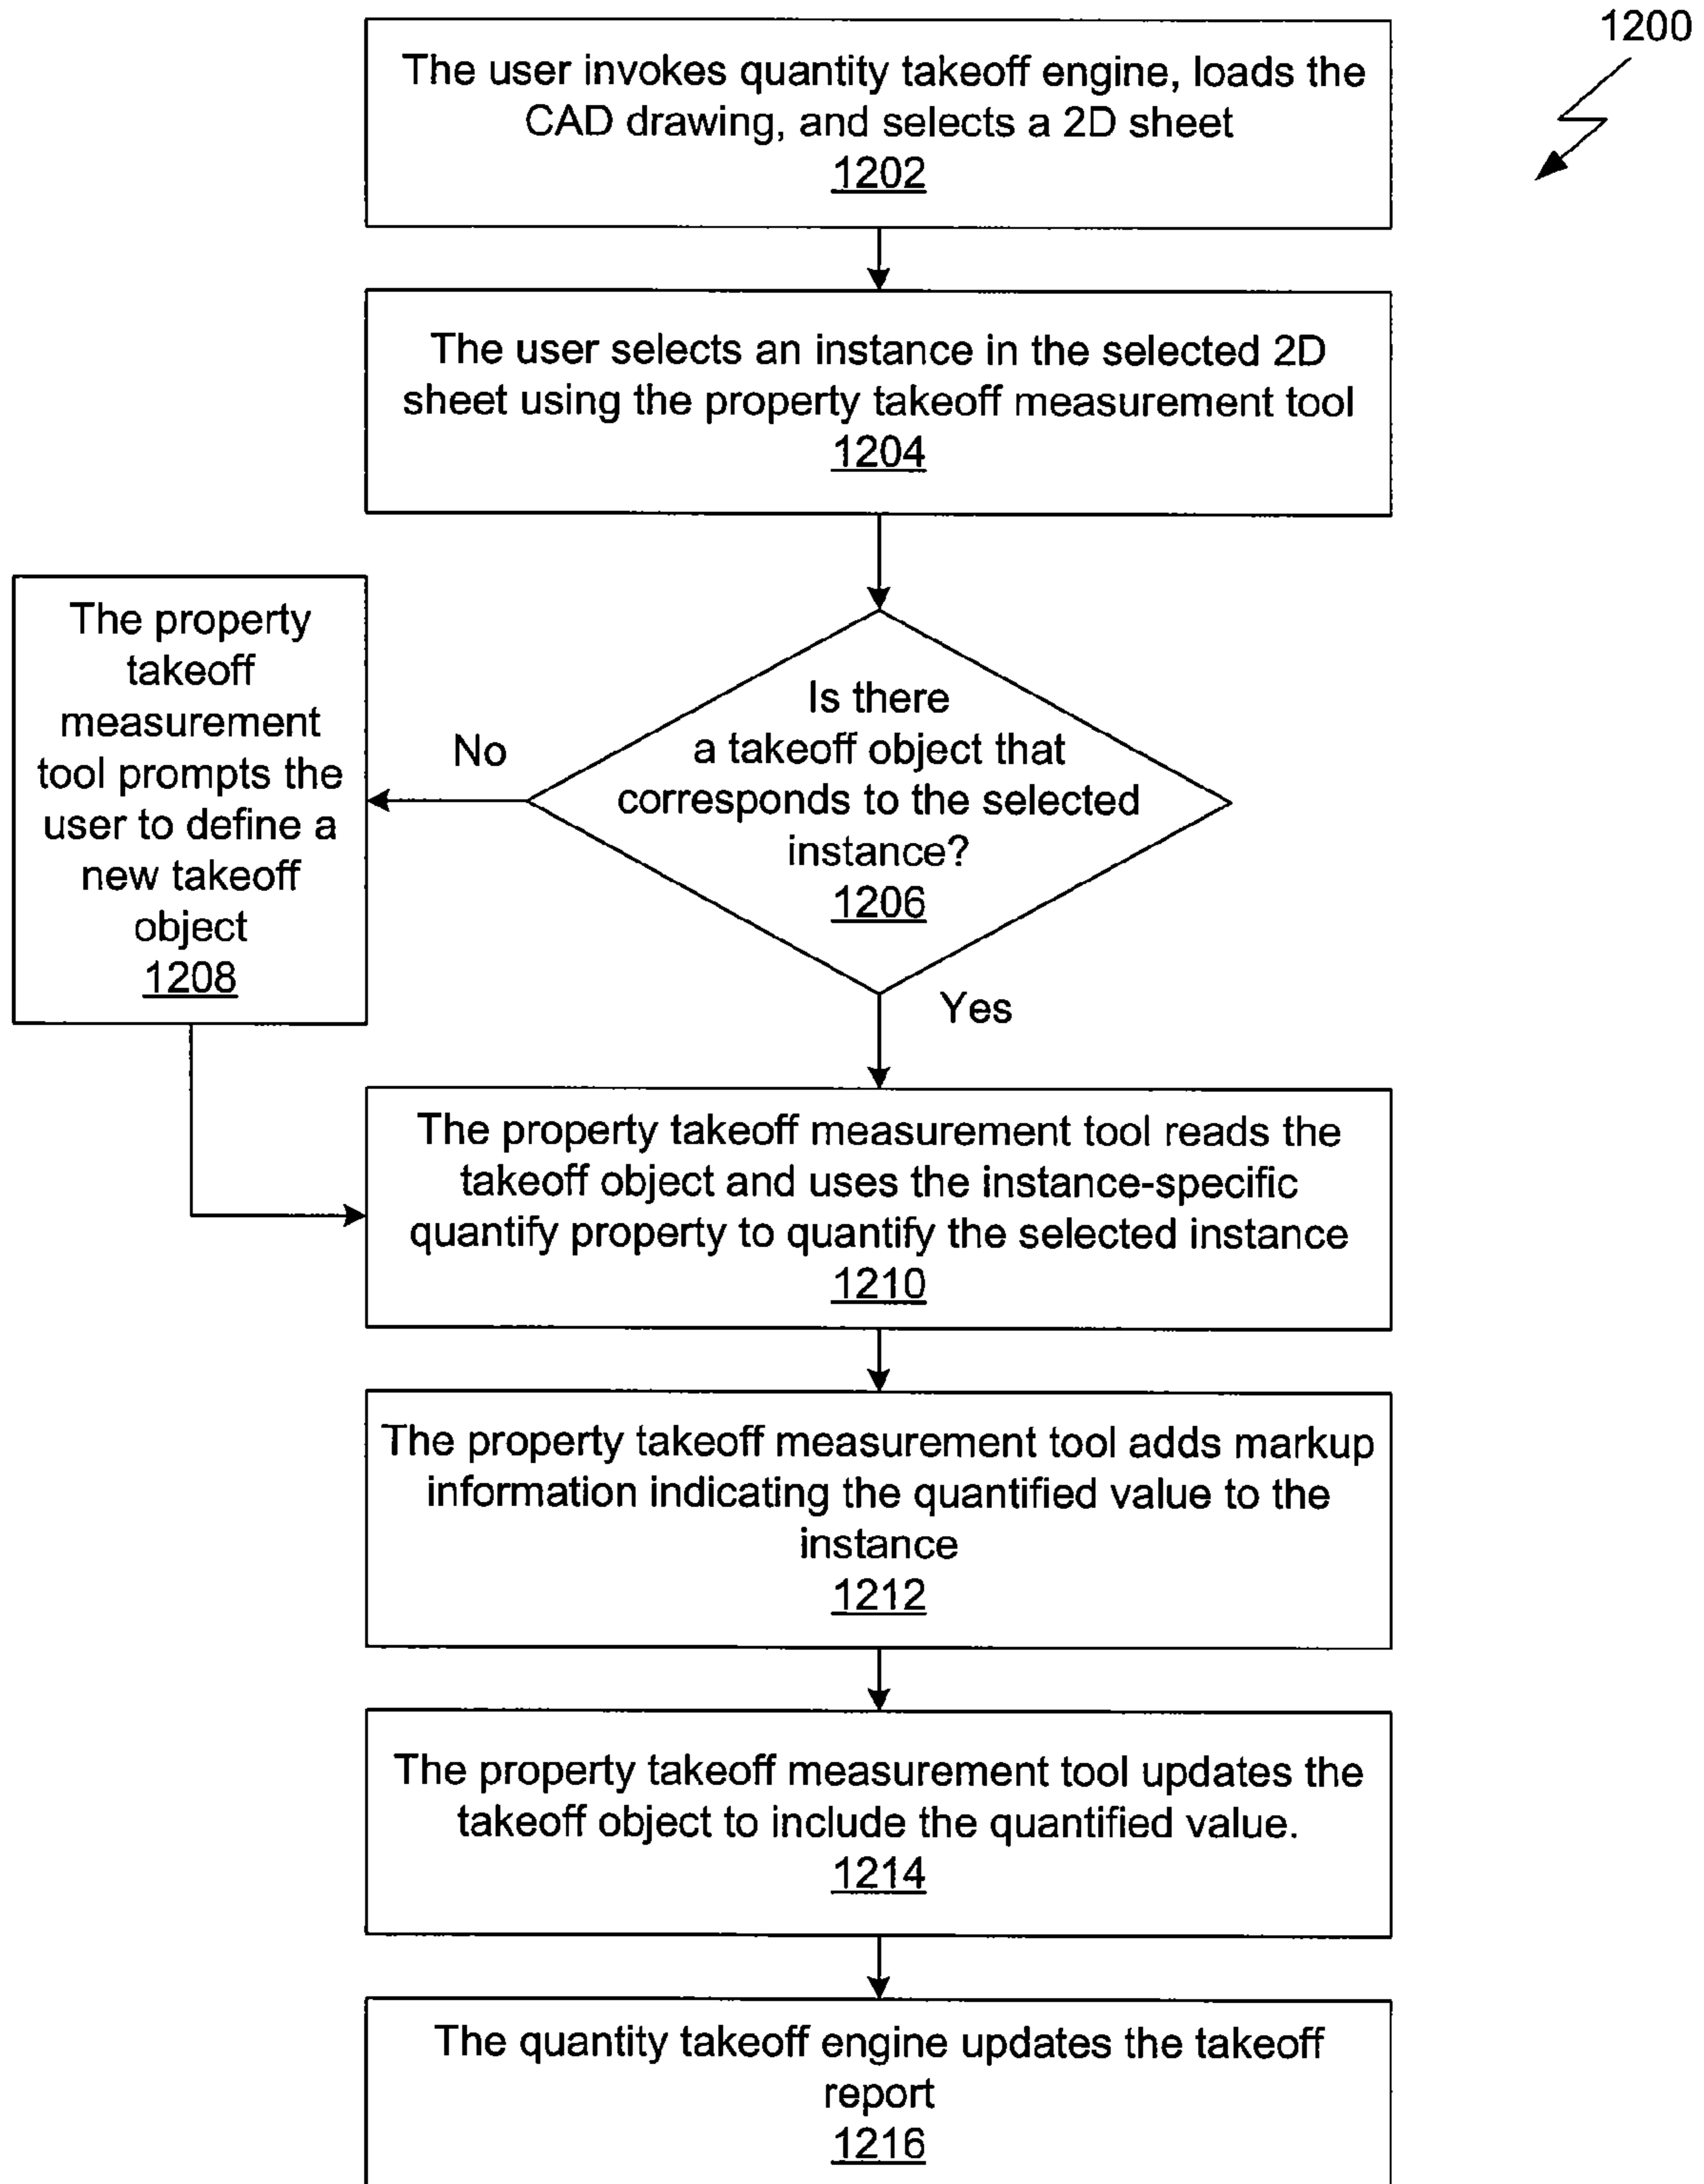 1200
The user invokes quantity takeoff engine, loads the
CAD drawing, and selects a 2D sheet
1202
The user selects an instance in the selected 2D
sheet using the property takeoff measurement tool
1204
Is there
a takeoff object that
corresponds to the selected
instance?
1206
No
The property
takeoff
measurement
tool prompts the
user to define a
new takeoff
object
1208
Yes
The property takeoff measurement tool reads the
takeoff object and uses the instance-specific
quantify property to quantify the selected instance
1210
The property takeoff measurement tool adds markup
information indicating the quantified value to the
instance
1212
The property takeoff measurement tool updates the
takeoff object to include the quantified value.
1214
The quantity takeoff engine updates the takeoff
report
1216